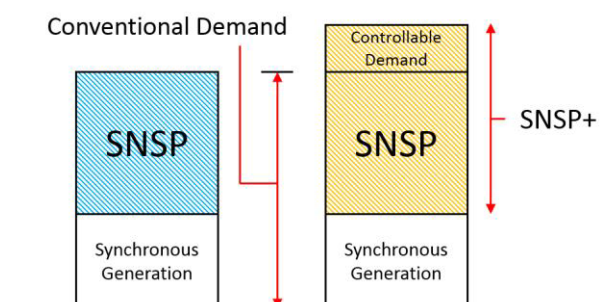 Conventional Demand
Controllable
Demand
SNSP
SNSP
SNSP+
Synchronous
Generation
Synchronous
Generation